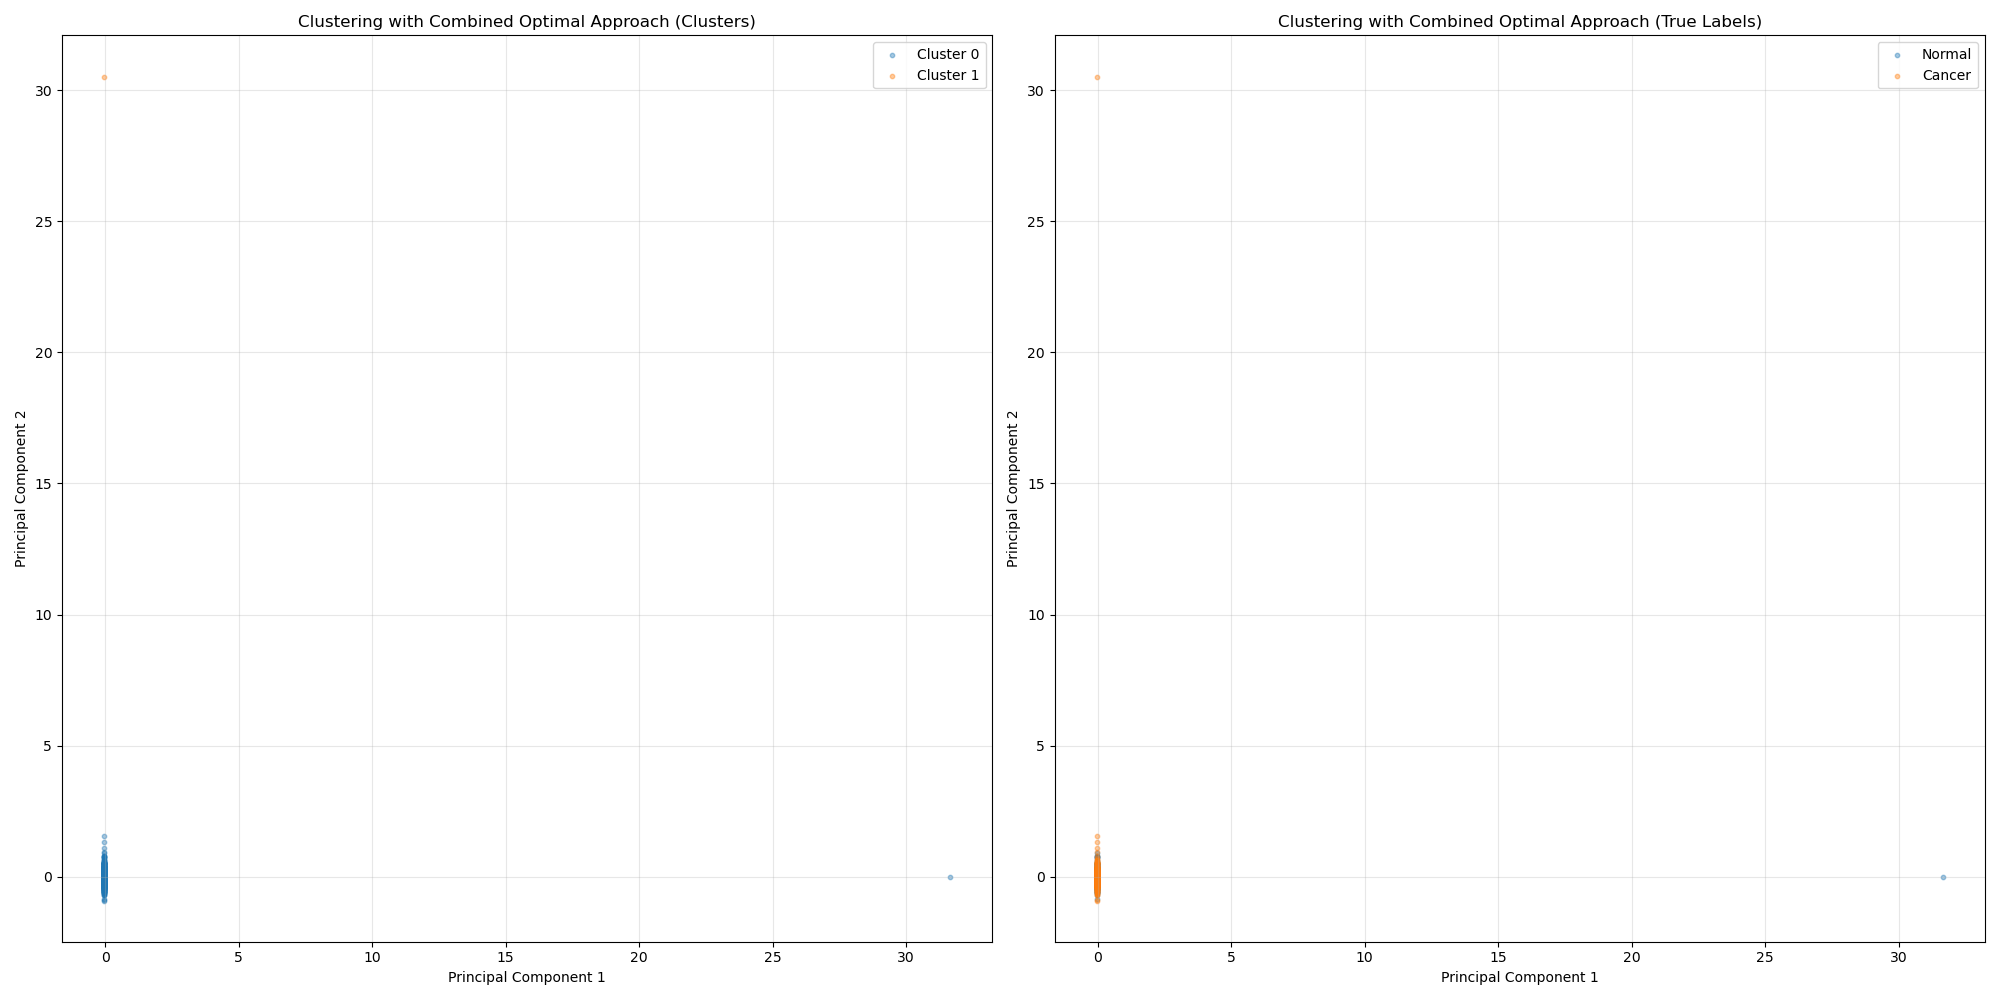 Clustering with Combined Optimal Approach (Clusters)
Cluster 0
Cluster 1
30
25
20
15
10
5
0
Principal Component 2
0
5
10
15
20
25
30
Principal Component 1
Clustering with Combined Optimal Approach (True Labels)
Normal
Cancer
30
25
20
15
10
5
0
Principal Component 2
0
5
10
15
20
25
30
Principal Component 1